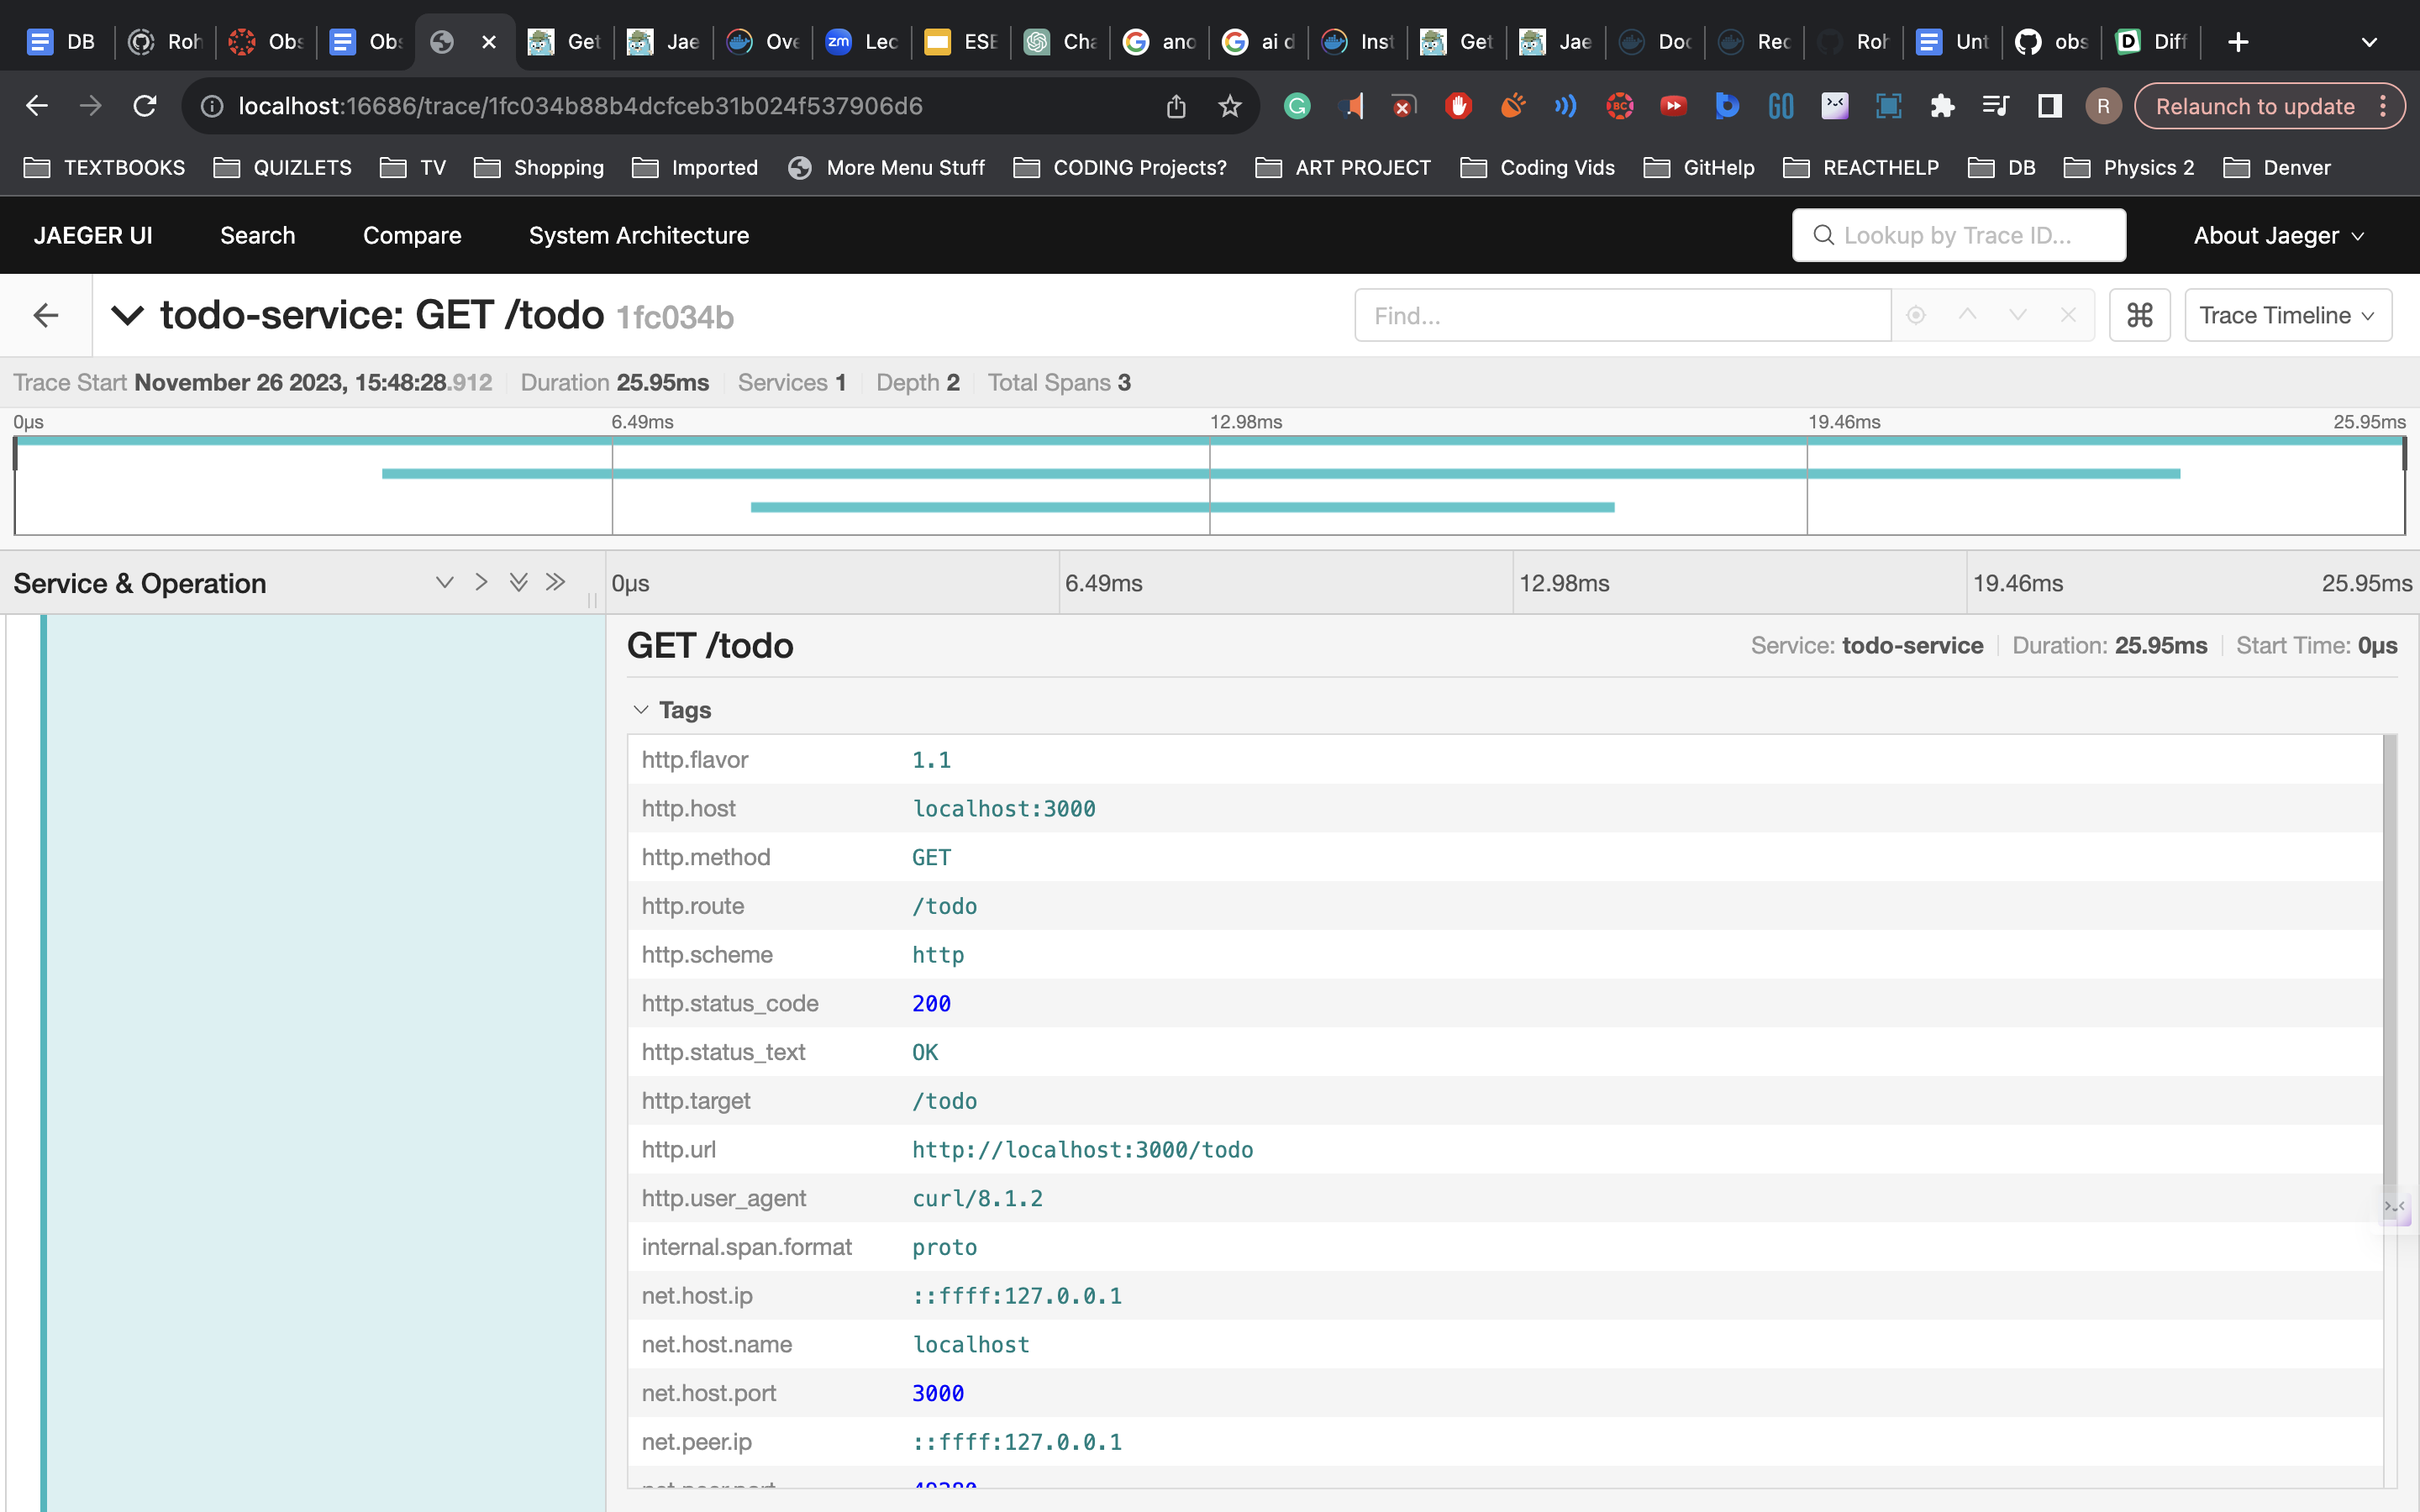 DB Roh Obs Obs Get Jae Ove zm Lec ESE Cha ano ai d Inst Get Jae Doc Rec Roh Unt obs Diff
localhost:16686/trace/1fc034b88b4dcfceb31b024f537906d6 BC GO R Relaunch to update
TEXTBOOKS QUIZLETS TV Shopping Imported More Menu Stuff CODING Projects? ART PROJECT Coding Vids GitHelp REACTHELP DB Physics 2 Denver
JAEGER UI Search Compare System Architecture Lookup by Trace ID... About Jaeger
todo-service: GET /todo 1fc034b Find... Trace Timeline
Trace Start November 26 2023, 15:48:28.912 Duration 25.95ms Services 1 Depth 2 Total Spans 3
0μs 6.49ms 12.98ms 19.46ms 25.95ms
Service & Operation 0μs 6.49ms 12.98ms 19.46ms 25.95ms
GET /todo Service: todo-service Duration: 25.95ms Start Time: 0μs
Tags
http.flavor 1.1
http.host localhost:3000
http.method GET
http.route /todo
http.scheme http
http.status_code 200
http.status_text OK
http.target /todo
http.url http://localhost:3000/todo
http.user_agent curl/8.1.2
internal.span.format proto
net.host.ip ::ffff:127.0.0.1
net.host.name localhost
net.host.port 3000
net.peer.ip ::ffff:127.0.0.1